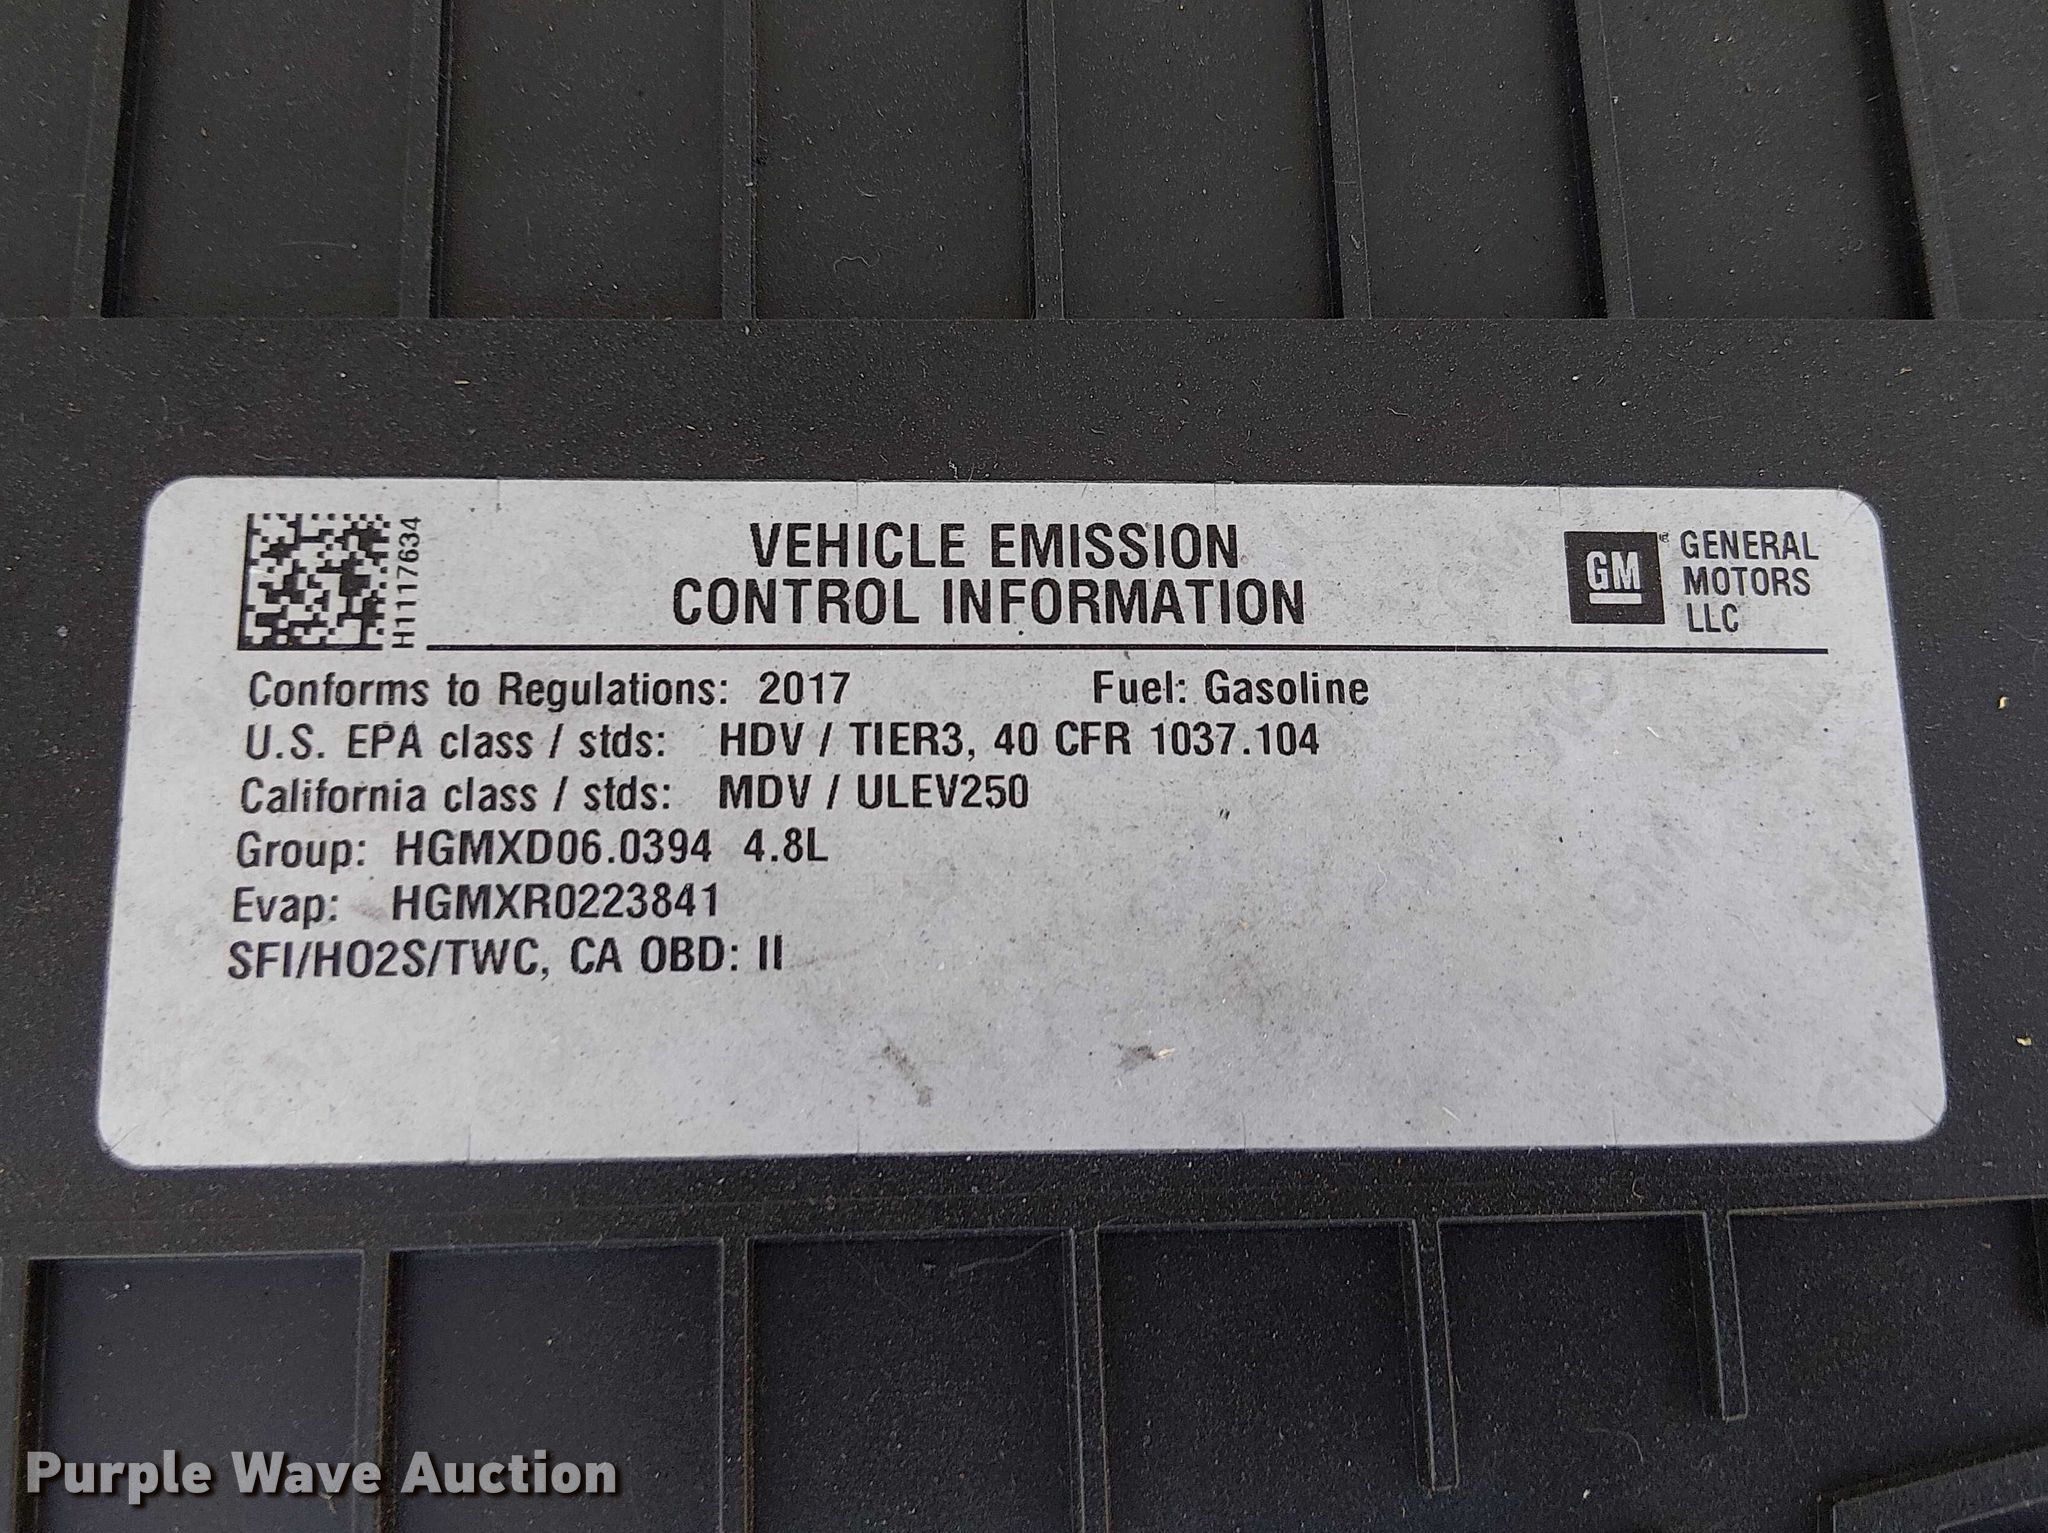 H1117634
VEHICLE EMISSION
CONTROL INFORMATION
GM
GENERAL
MOTORS
LLC
Conforms to Regulations: 2017 Fuel: Gasoline
U.S. EPA class / stds: HDV / TIER3, 40 CFR 1037.104
California class / stds: MDV / ULEV250
Group: HGMXD06.0394 4.8L
Evap: HGMXR0223841
SFI/HO2S/TWC, CA OBD: II
Purple Wave Auction